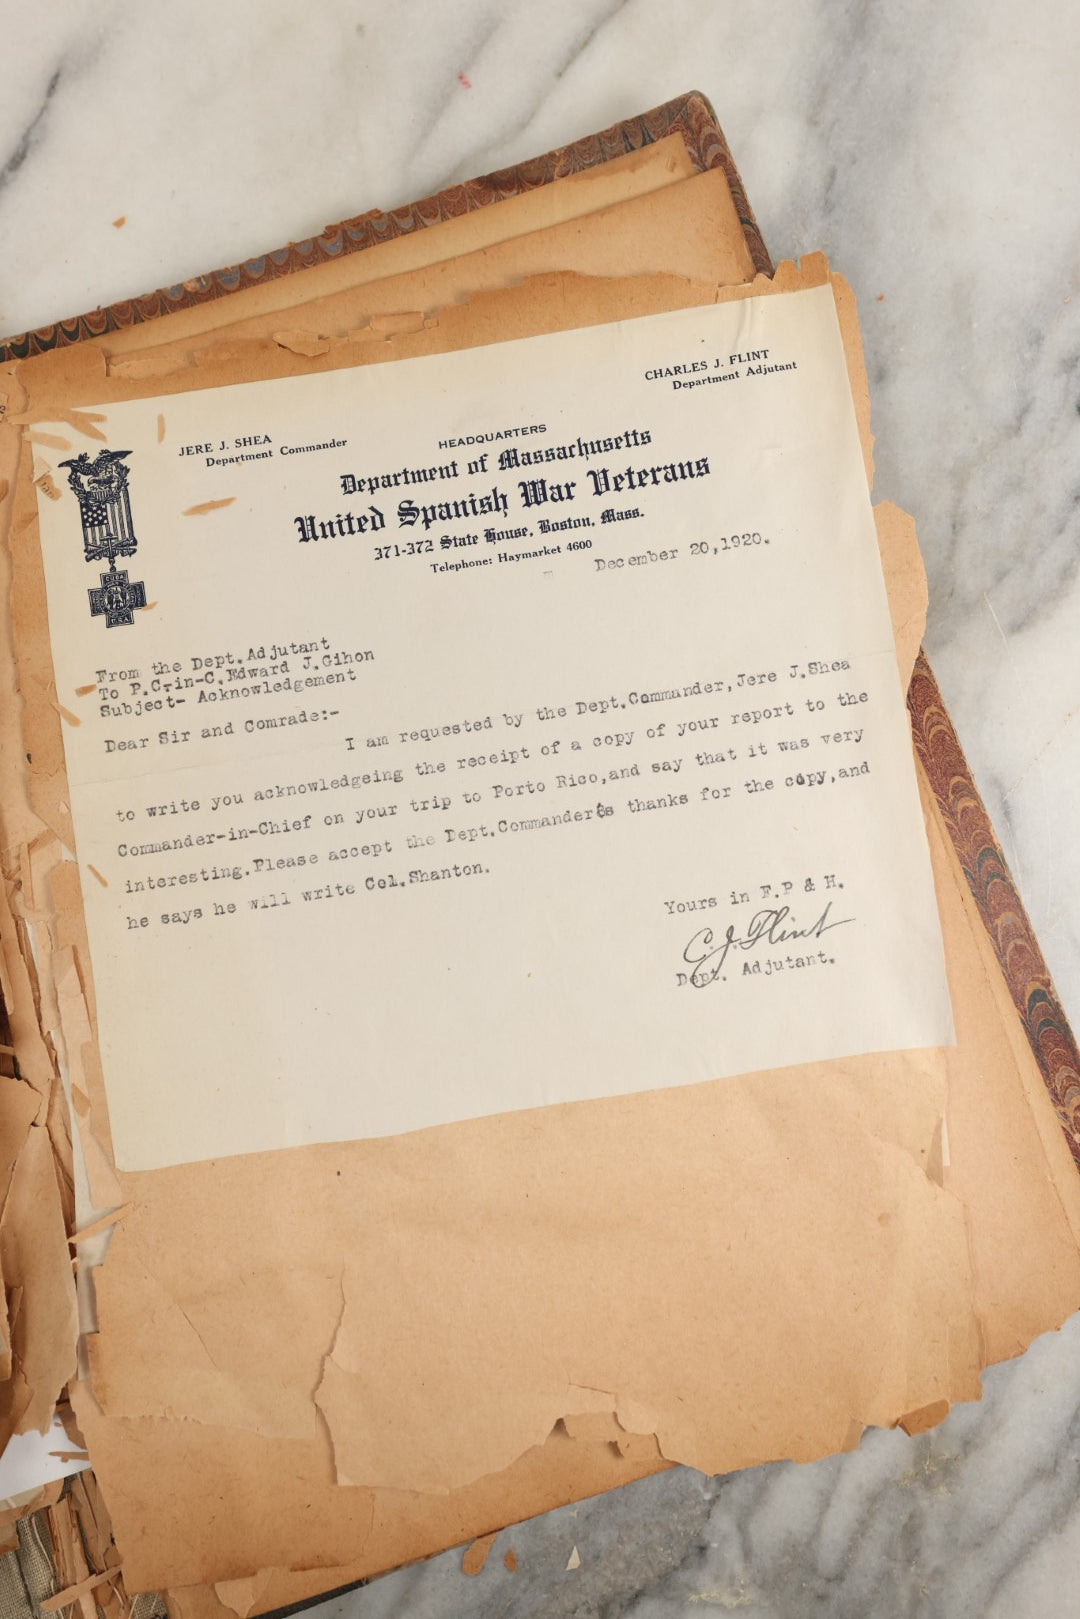 CHARLES J. FLINT
Department Adjutant
JERE J. SHEA
Department Commander
HEADQUARTERS
Department of Massachusetts
United Spanish War Veterans
371-372 State House, Boston, Mass.
Telephone: Haymarket 4600
December 20,1920.
CUBA
U.S.A.
From the Dept.Adjutant
To P.C-in-C.Edward J.Gihon
Subject- Acknowledgement
Dear Sir and Comrade:-
I am requested by the Dept.Commander,Jere J.Shea
to write you acknowledgeing the receipt of a copy of your report to the
Commander-in-Chief on your trip to Porto Rico,and say that it was very
interesting.Please accept the Dept.Commander's thanks for the copy,and
he says he will write Col.Shanton.
Yours in F.P & H.
C.J.Flint
Dept. Adjutant.